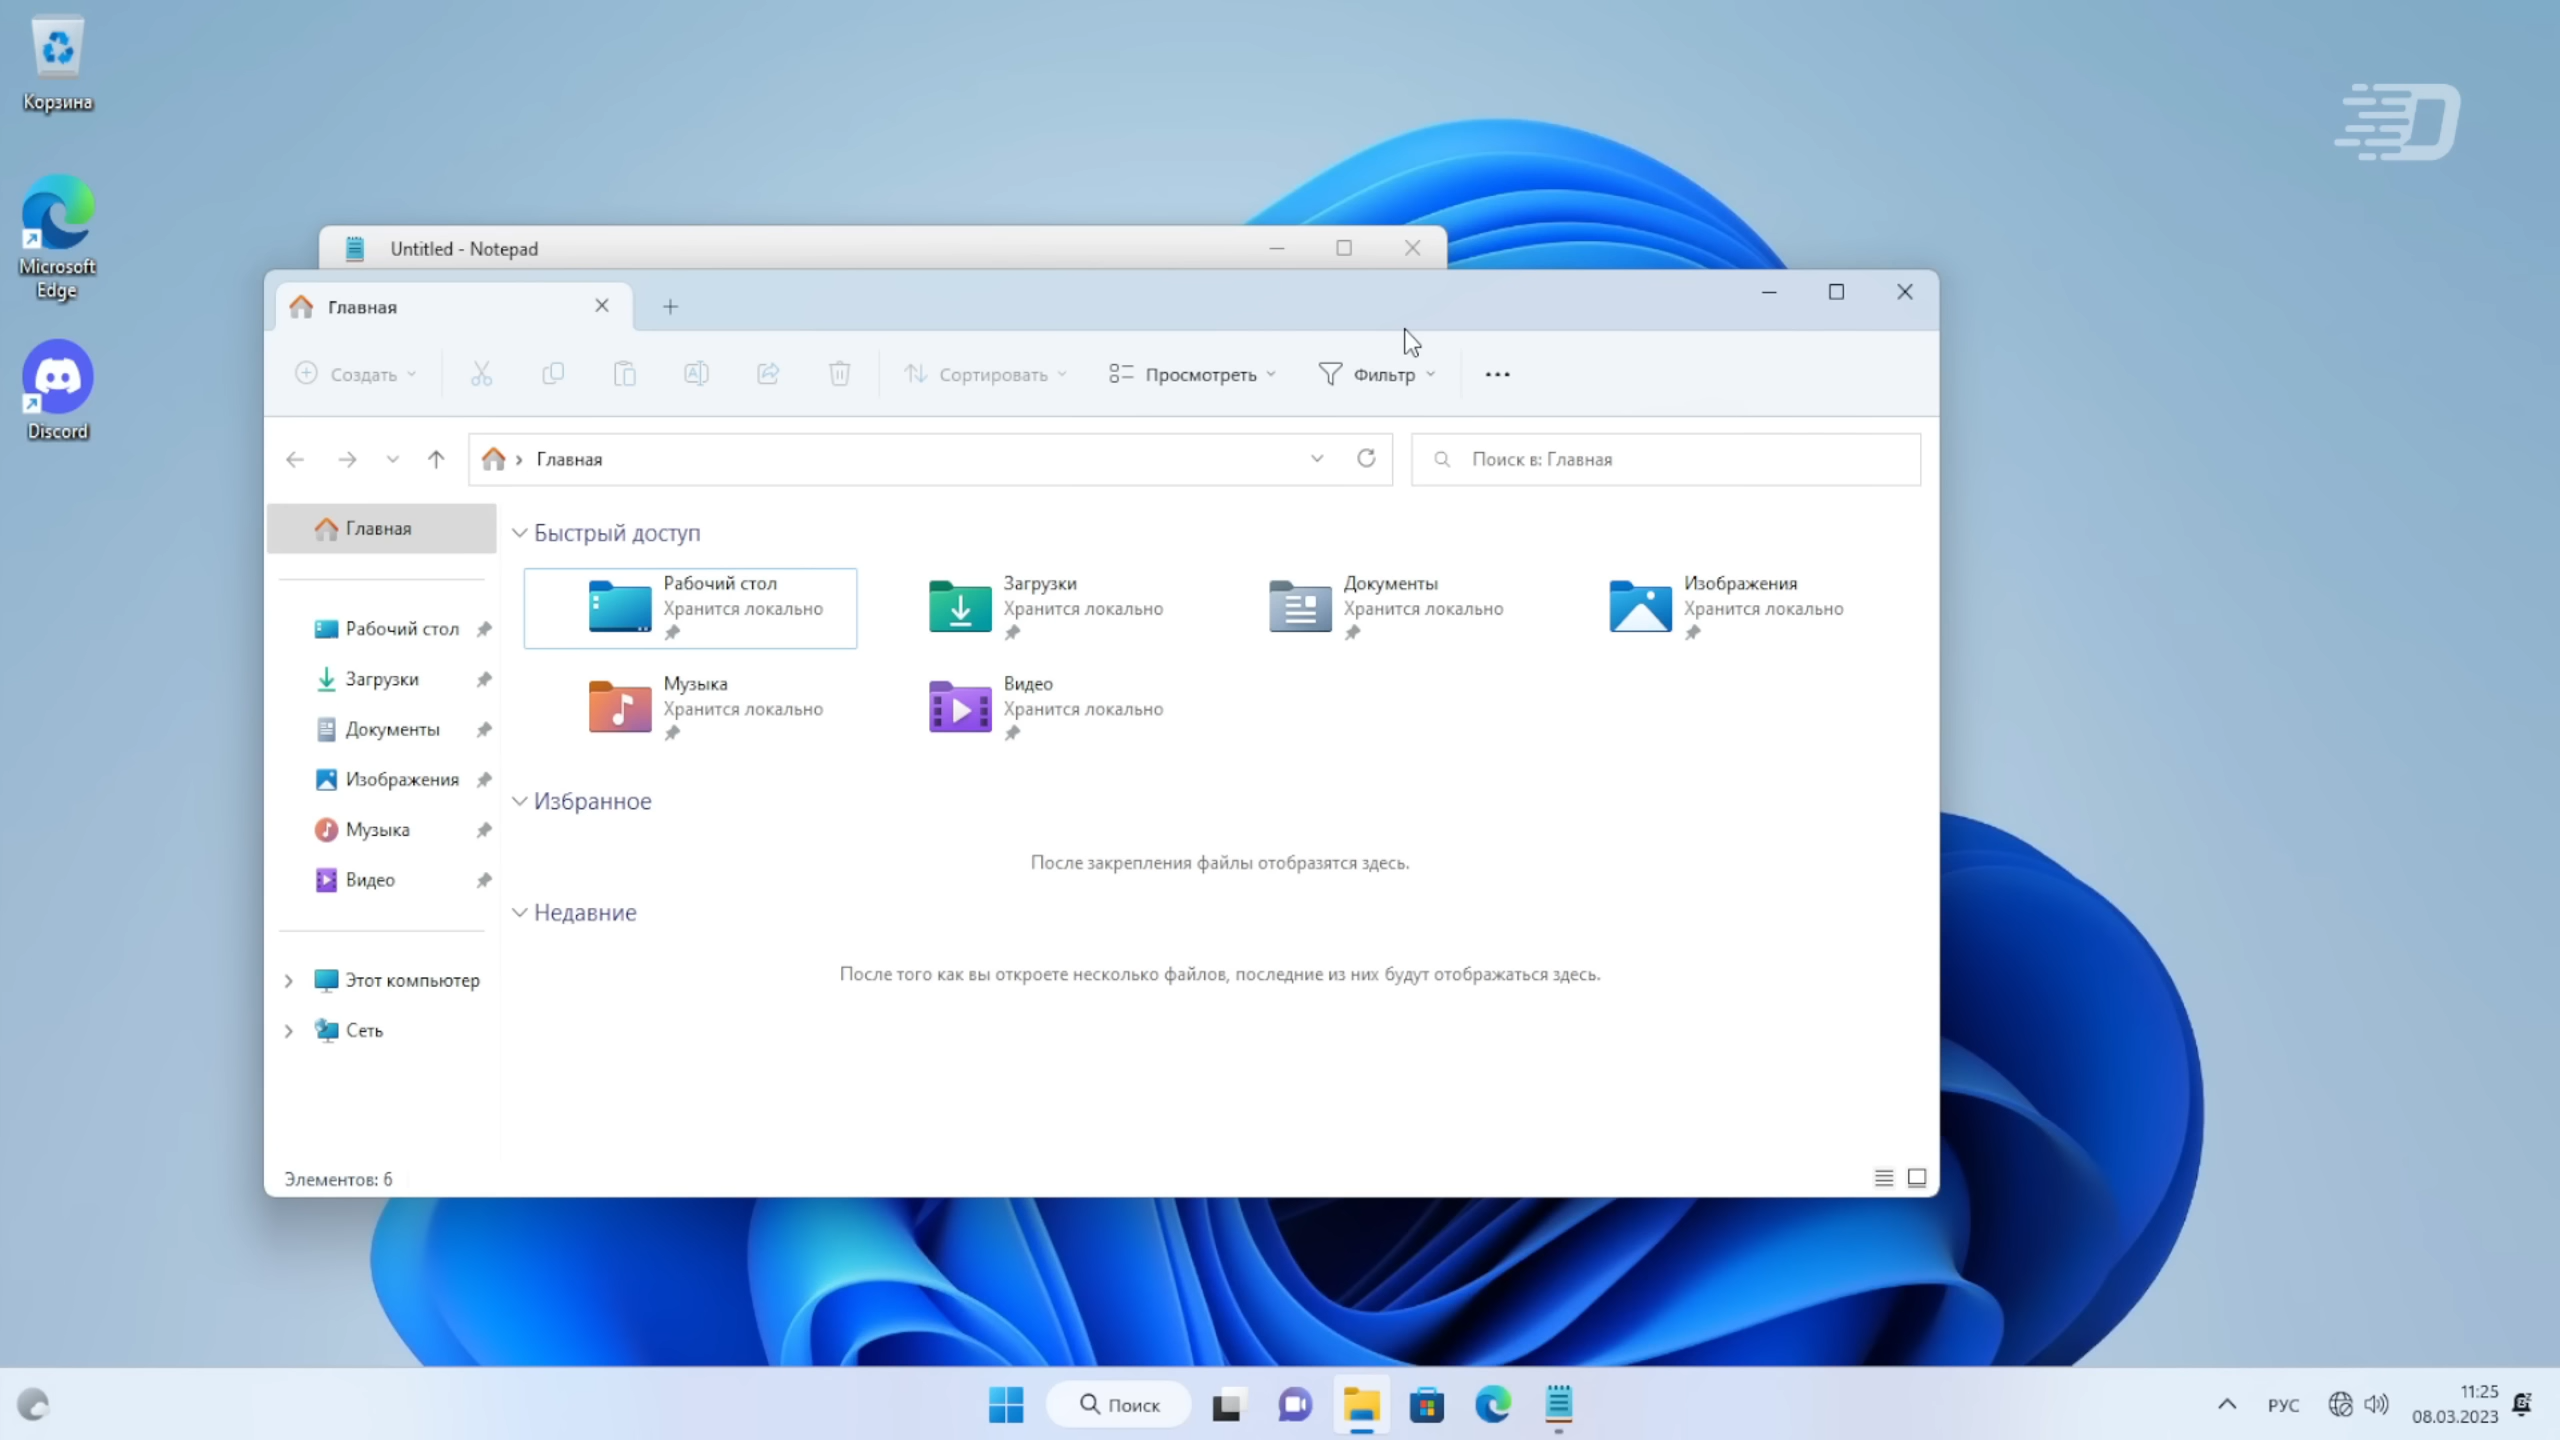 Корзина
Microsoft
Edge
Discord
Untitled - Notepad
Главная
Создать
Сортировать
Просмотреть
Фильтр
Главная
Поиск в: Главная
Главная
Рабочий стол
Загрузки
Документы
Изображения
Музыка
Видео
Этот компьютер
Сеть
Быстрый доступ
Рабочий стол
Хранится локально
Загрузки
Хранится локально
Документы
Хранится локально
Изображения
Хранится локально
Музыка
Хранится локально
Видео
Хранится локально
Избранное
После закрепления файлы отобразятся здесь.
Недавние
После того как вы откроете несколько файлов, последние из них будут отображаться здесь.
Элементов: 6
Поиск
РУС
11:25
08.03.2023